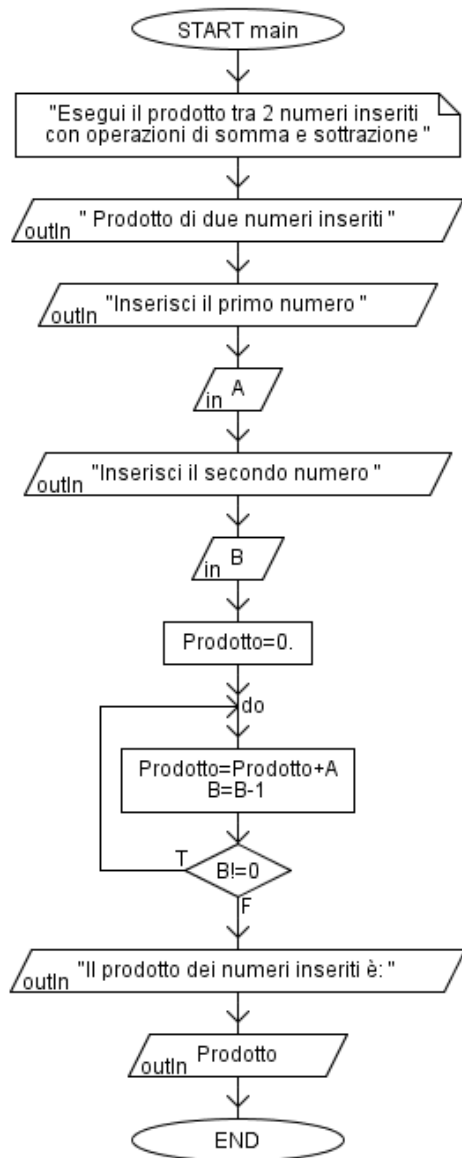 START main
"Esegui il prodotto tra 2 numeri inseriti
con operazioni di somma e sottrazione "
" Prodotto di due numeri inseriti "
outln
"Inserisci il primo numero "
outln
A
in
"Inserisci il secondo numero "
outln
B
in
Prodotto=0.
do
Prodotto=Prodotto+A
B=B-1
T
B!=0
F
"Il prodotto dei numeri inseriti è: "
outln
Prodotto
outln
END